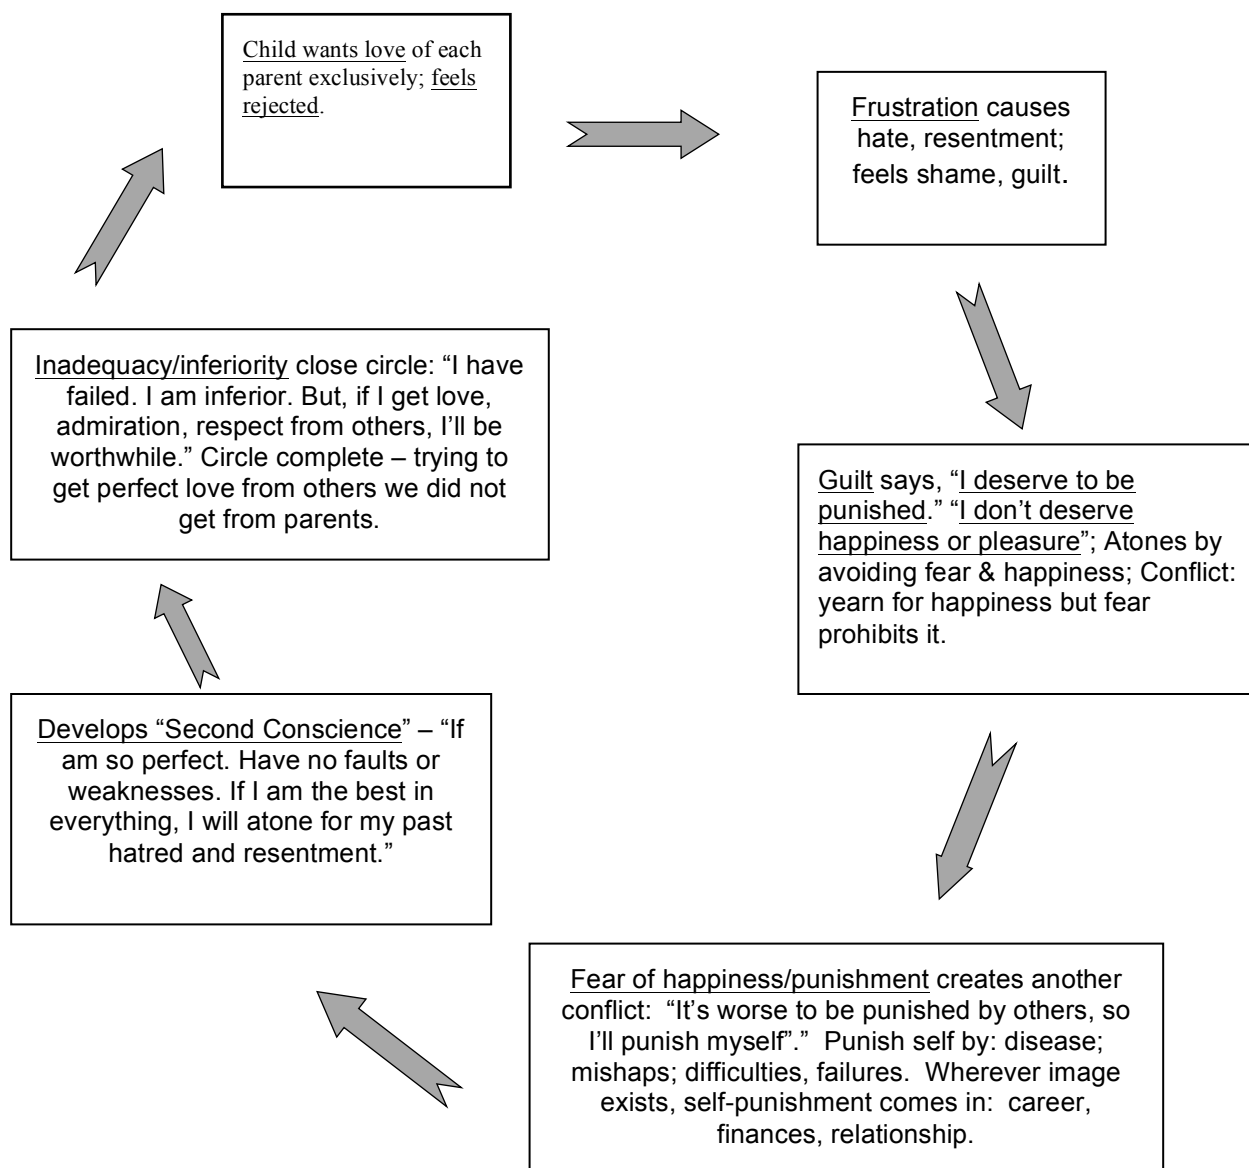 Child wants love of each
parent exclusively; feels
rejected.
Frustration causes
hate, resentment;
feels shame, guilt.
Guilt says, “I deserve to be
punished.” “I don’t deserve
happiness or pleasure”; Atones by
avoiding fear & happiness; Conflict:
yearn for happiness but fear
prohibits it.
Fear of happiness/punishment creates another
conflict:  “It’s worse to be punished by others, so
I’ll punish myself”.”  Punish self by: disease;
mishaps; difficulties, failures.  Wherever image
exists, self-punishment comes in:  career,
finances, relationship.
Develops “Second Conscience” – “If
am so perfect. Have no faults or
weaknesses. If I am the best in
everything, I will atone for my past
hatred and resentment.”
Inadequacy/inferiority close circle: “I have
failed. I am inferior. But, if I get love,
admiration, respect from others, I’ll be
worthwhile.” Circle complete – trying to
get perfect love from others we did not
get from parents.